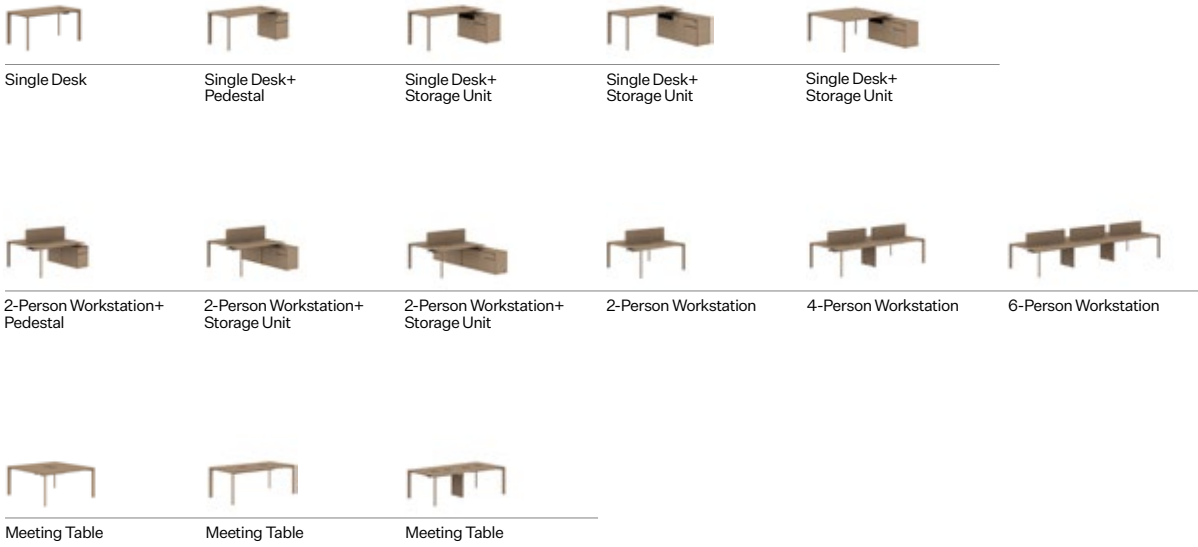 Single Desk
Single Desk+
Pedestal
Single Desk+
Storage Unit
Single Desk+
Storage Unit
Single Desk+
Storage Unit
2-Person Workstation+
Pedestal
2-Person Workstation+
Storage Unit
2-Person Workstation+
Storage Unit
2-Person Workstation
4-Person Workstation
6-Person Workstation
Meeting Table
Meeting Table
Meeting Table